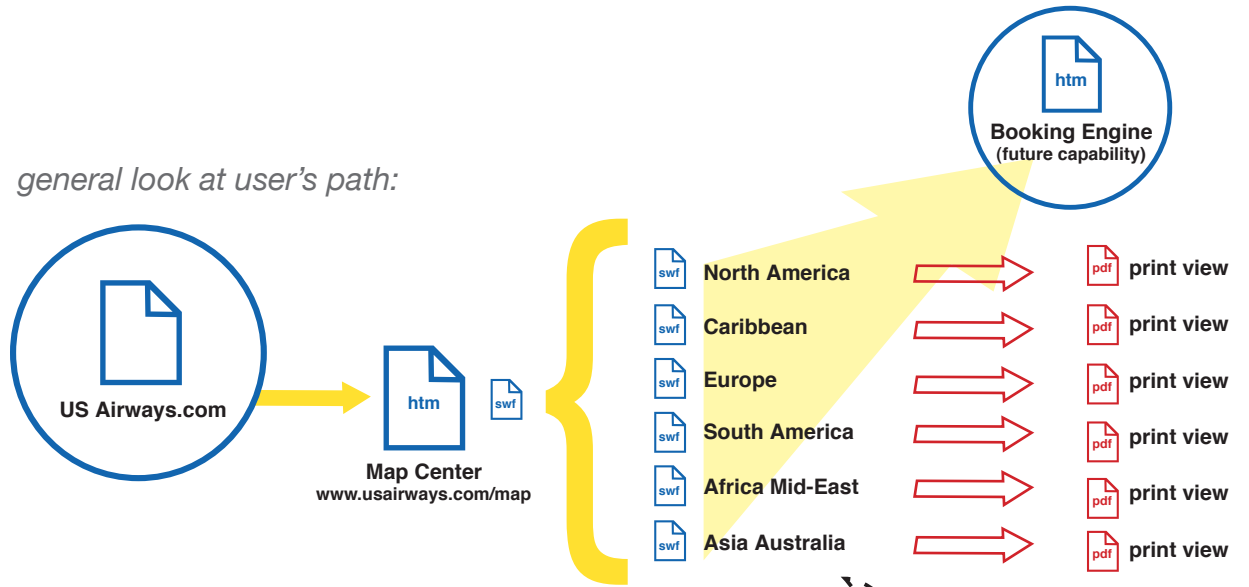 htm
Booking Engine
(future capability)
general look at user's path:
US Airways.com
htm
swf
Map Center
www.usairways.com/map
swf North America pdf print view
swf Caribbean pdf print view
swf Europe pdf print view
swf South America pdf print view
swf Africa Mid-East pdf print view
swf Asia Australia pdf print view